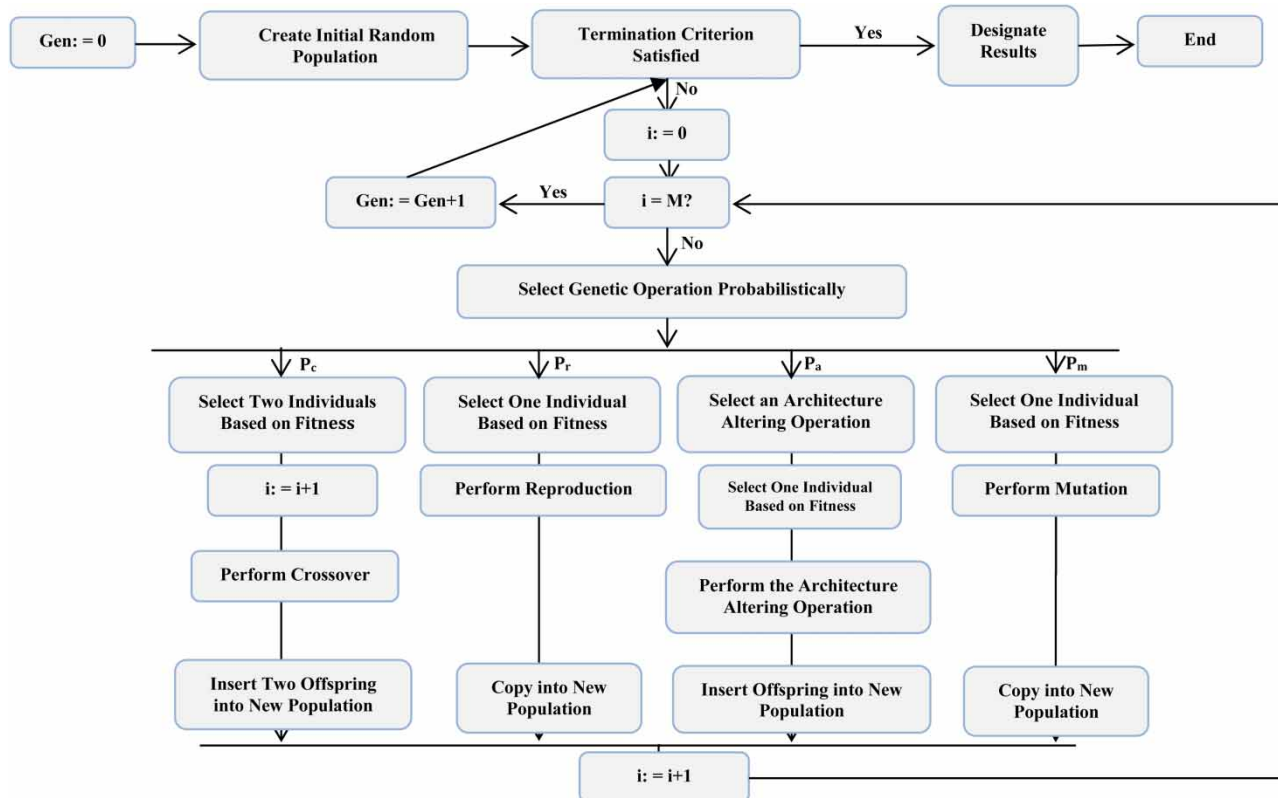 Gen: = 0
Create Initial Random
Population
Termination Criterion
Satisfied
Yes
Designate
Results
End
No
i: = 0
Gen: = Gen+1
Yes
i = M?
No
Select Genetic Operation Probabilistically
Pc
Pr
Pa
Pm
Select Two Individuals
Based on Fitness
Select One Individual
Based on Fitness
Select an Architecture
Altering Operation
Select One Individual
Based on Fitness
i: = i+1
Perform Reproduction
Select One Individual
Based on Fitness
Perform Mutation
Perform Crossover
Perform the Architecture
Altering Operation
Insert Two Offspring
into New Population
Copy into New
Population
Insert Offspring into New
Population
Copy into New
Population
i: = i+1